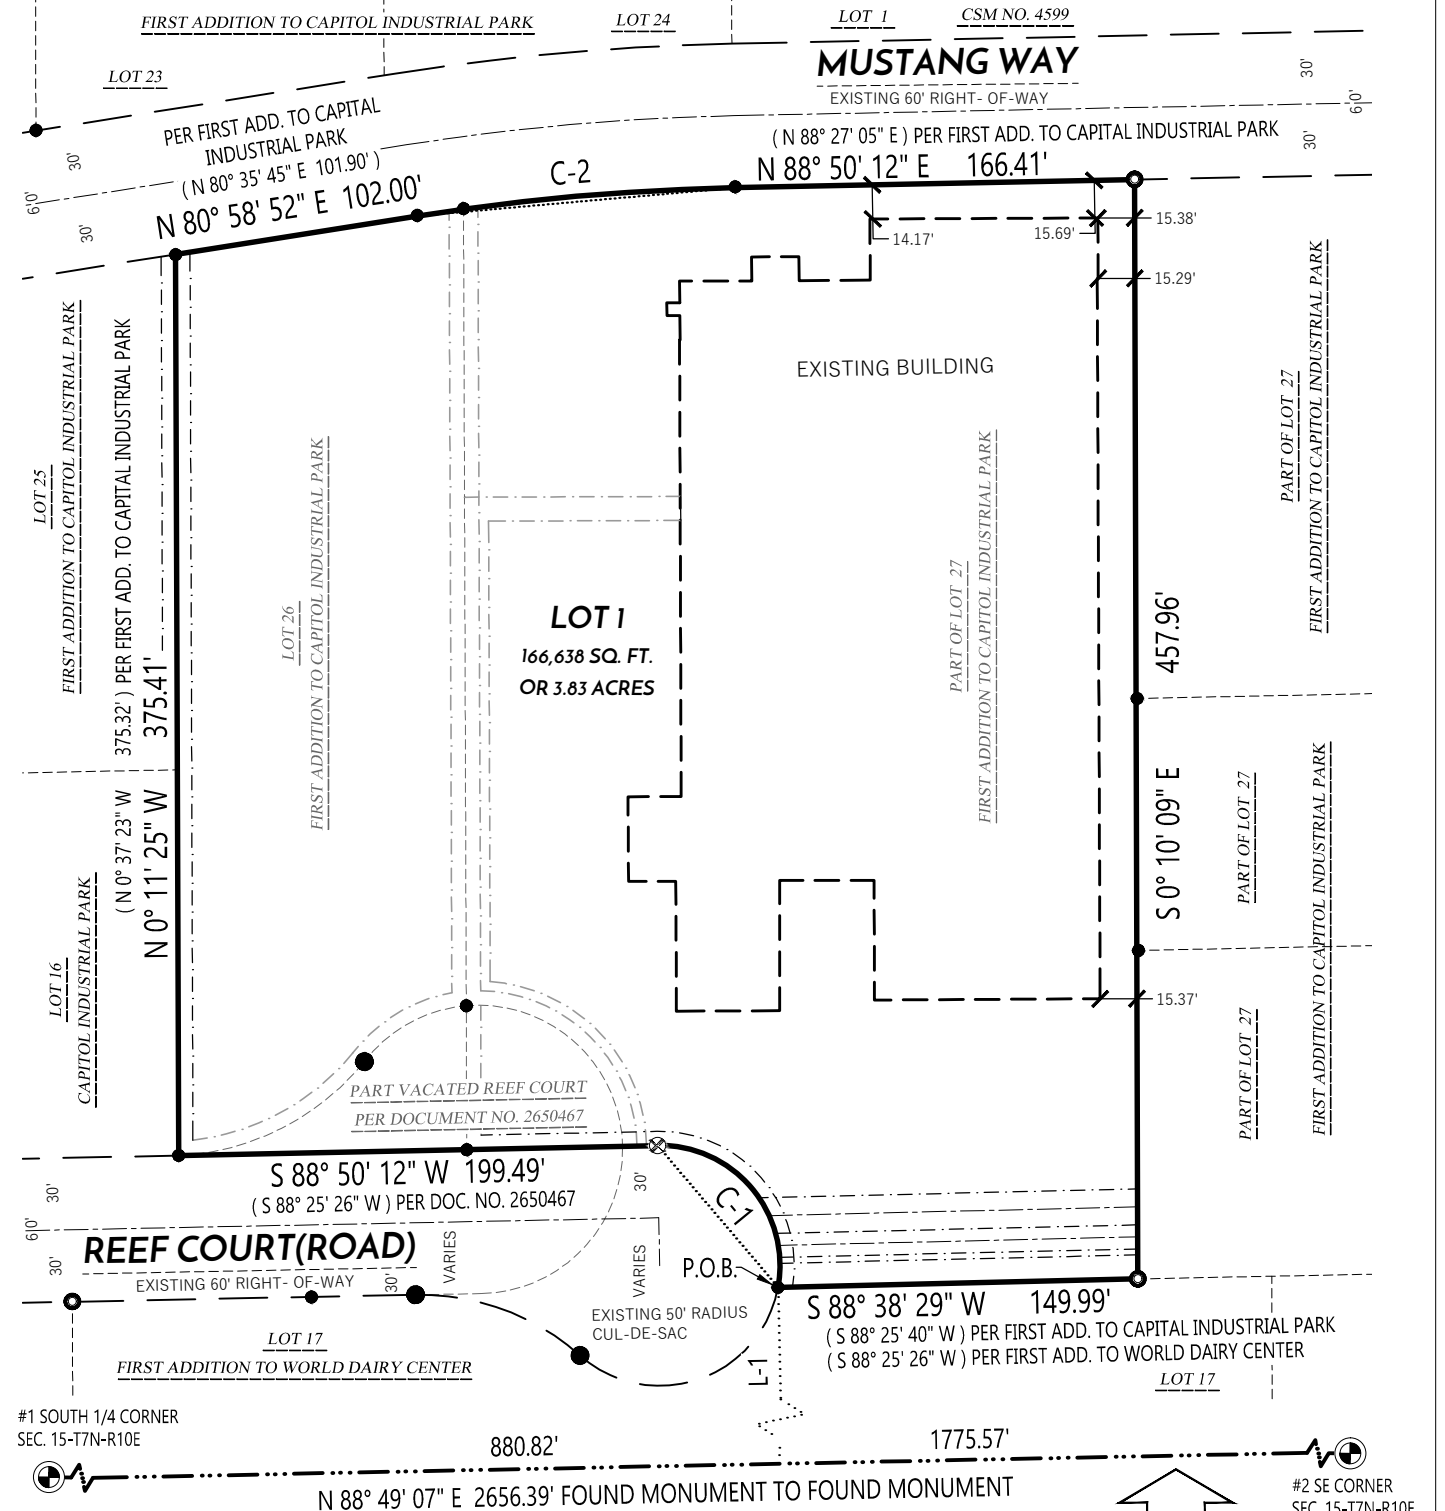 FIRST ADDITION TO CAPITOL INDUSTRIAL PARK
LOT 24
LOT 1
CSM NO. 4599
LOT 23
MUSTANG WAY
EXISTING 60' RIGHT- OF-WAY
30'
60'
30'
PER FIRST ADD. TO CAPITAL
INDUSTRIAL PARK
( N 80° 35' 45" E 101.90' )
N 80° 58' 52" E 102.00'
30'
60'
30'
C-2
( N 88° 27' 05" E ) PER FIRST ADD. TO CAPITAL INDUSTRIAL PARK
N 88° 50' 12" E 166.41'
15.38'
14.17'
15.69'
15.29'
EXISTING BUILDING
LOT 25
FIRST ADDITION TO CAPITOL INDUSTRIAL PARK
( N 0° 37' 23" W 375.32' ) PER FIRST ADD. TO CAPITAL INDUSTRIAL PARK
N 0° 11' 25" W 375.41'
LOT 26
FIRST ADDITION TO CAPITOL INDUSTRIAL PARK
LOT 1
166,638 SQ. FT.
OR 3.83 ACRES
PART OF LOT 27
FIRST ADDITION TO CAPITOL INDUSTRIAL PARK
PART OF LOT 27
FIRST ADDITION TO CAPITOL INDUSTRIAL PARK
S 0° 10' 09" E 457.96'
PART OF LOT 27
FIRST ADDITION TO CAPITOL INDUSTRIAL PARK
PART OF LOT 27
LOT 16
CAPITOL INDUSTRIAL PARK
15.37'
PART VACATED REEF COURT
PER DOCUMENT NO. 2650467
S 88° 50' 12" W 199.49'
( S 88° 25' 26" W ) PER DOC. NO. 2650467
30'
60'
30'
30'
C-1
REEF COURT(ROAD)
EXISTING 60' RIGHT- OF-WAY
30'
VARIES
VARIES
P.O.B.
EXISTING 50' RADIUS
CUL-DE-SAC
S 88° 38' 29" W 149.99'
( S 88° 25' 40" W ) PER FIRST ADD. TO CAPITAL INDUSTRIAL PARK
( S 88° 25' 26" W ) PER FIRST ADD. TO WORLD DAIRY CENTER
LOT 17
FIRST ADDITION TO WORLD DAIRY CENTER
L-1
LOT 17
#1 SOUTH 1/4 CORNER
SEC. 15-T7N-R10E
880.82'
1775.57'
N 88° 49' 07" E 2656.39' FOUND MONUMENT TO FOUND MONUMENT
#2 SE CORNER
SEC. 15-T7N-R10E